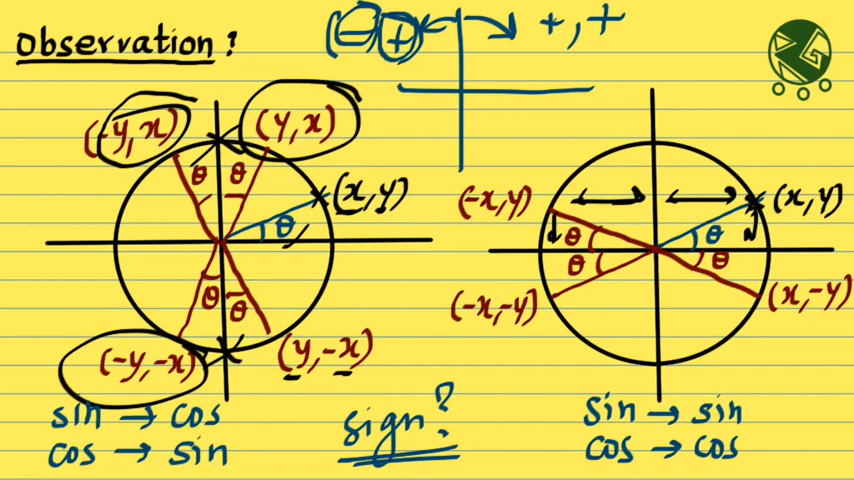 Observation?
(-+ +,+
(-y,x) (y,x)
θ θ
(x,y)
θ
θ θ
(-y,-x) (y,-x)
sin → cos
cos → sin
sign?
(-x,y) (x,y)
θ θ
θ θ
(-x,-y) (x,-y)
sin → sin
cos → cos